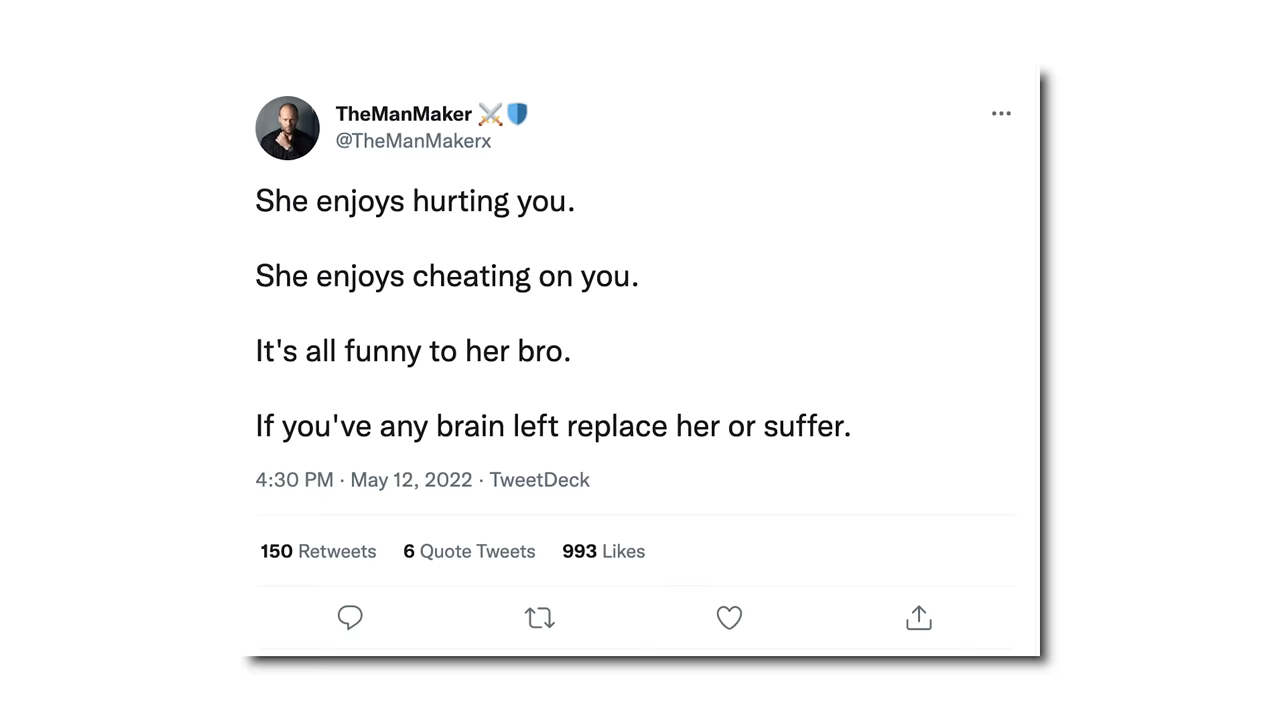 TheManMaker ⚔️🛡️
@TheManMakerx
She enjoys hurting you.
She enjoys cheating on you.
It's all funny to her bro.
If you've any brain left replace her or suffer.
4:30 PM · May 12, 2022 · TweetDeck
150 Retweets 6 Quote Tweets 993 Likes